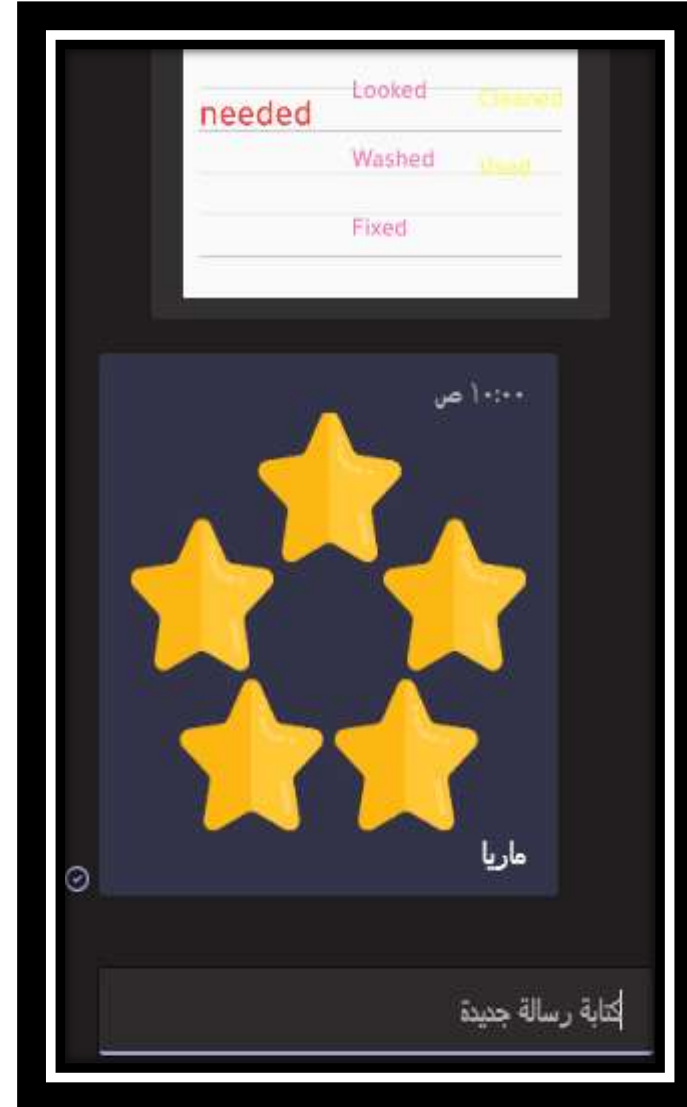 Looked Cleaned
needed
Washed Used
Fixed
١٠:٠٠ ص
ماريا
كتابة رسالة جديدة